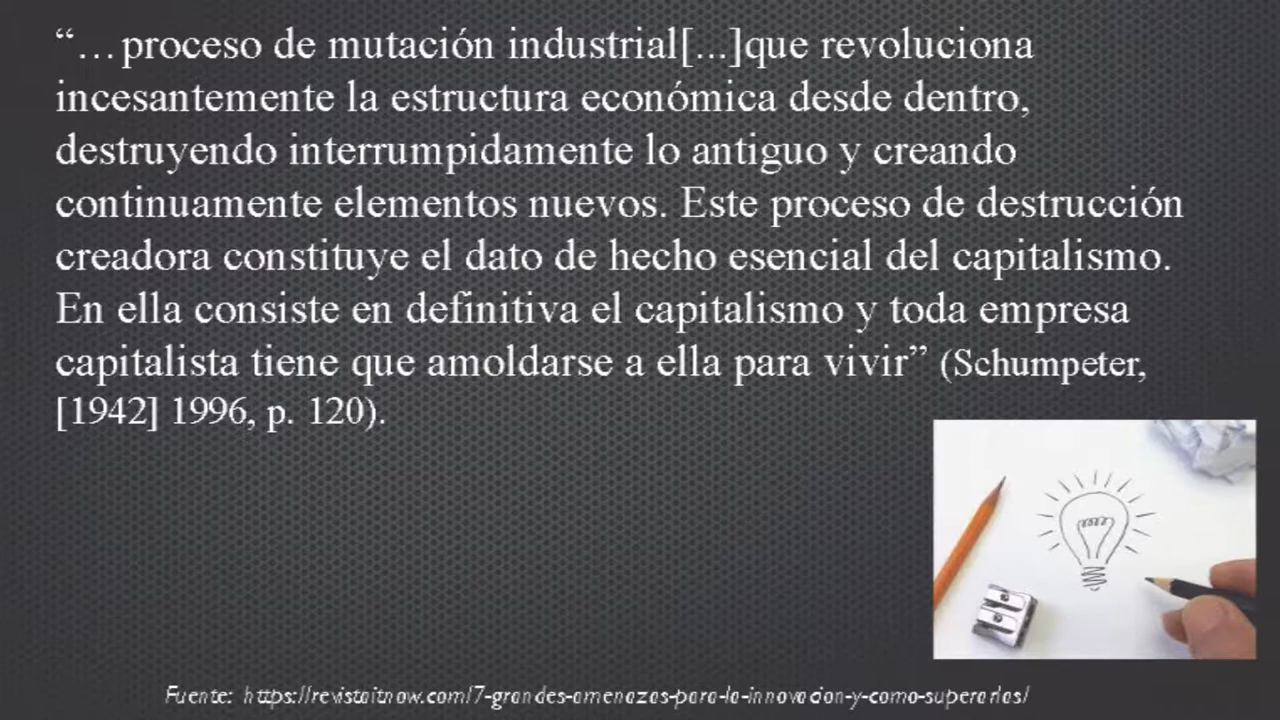 “…proceso de mutación industrial[...]que revoluciona
incesantemente la estructura económica desde dentro,
destruyendo interrumpidamente lo antiguo y creando
continuamente elementos nuevos. Este proceso de destrucción
creadora constituye el dato de hecho esencial del capitalismo.
En ella consiste en definitiva el capitalismo y toda empresa
capitalista tiene que amoldarse a ella para vivir” (Schumpeter,
[1942] 1996, p. 120).
Fuente: https://revistaitnow.com/7-grandes-amenazas-para-la-innovacion-y-como-superarlas/